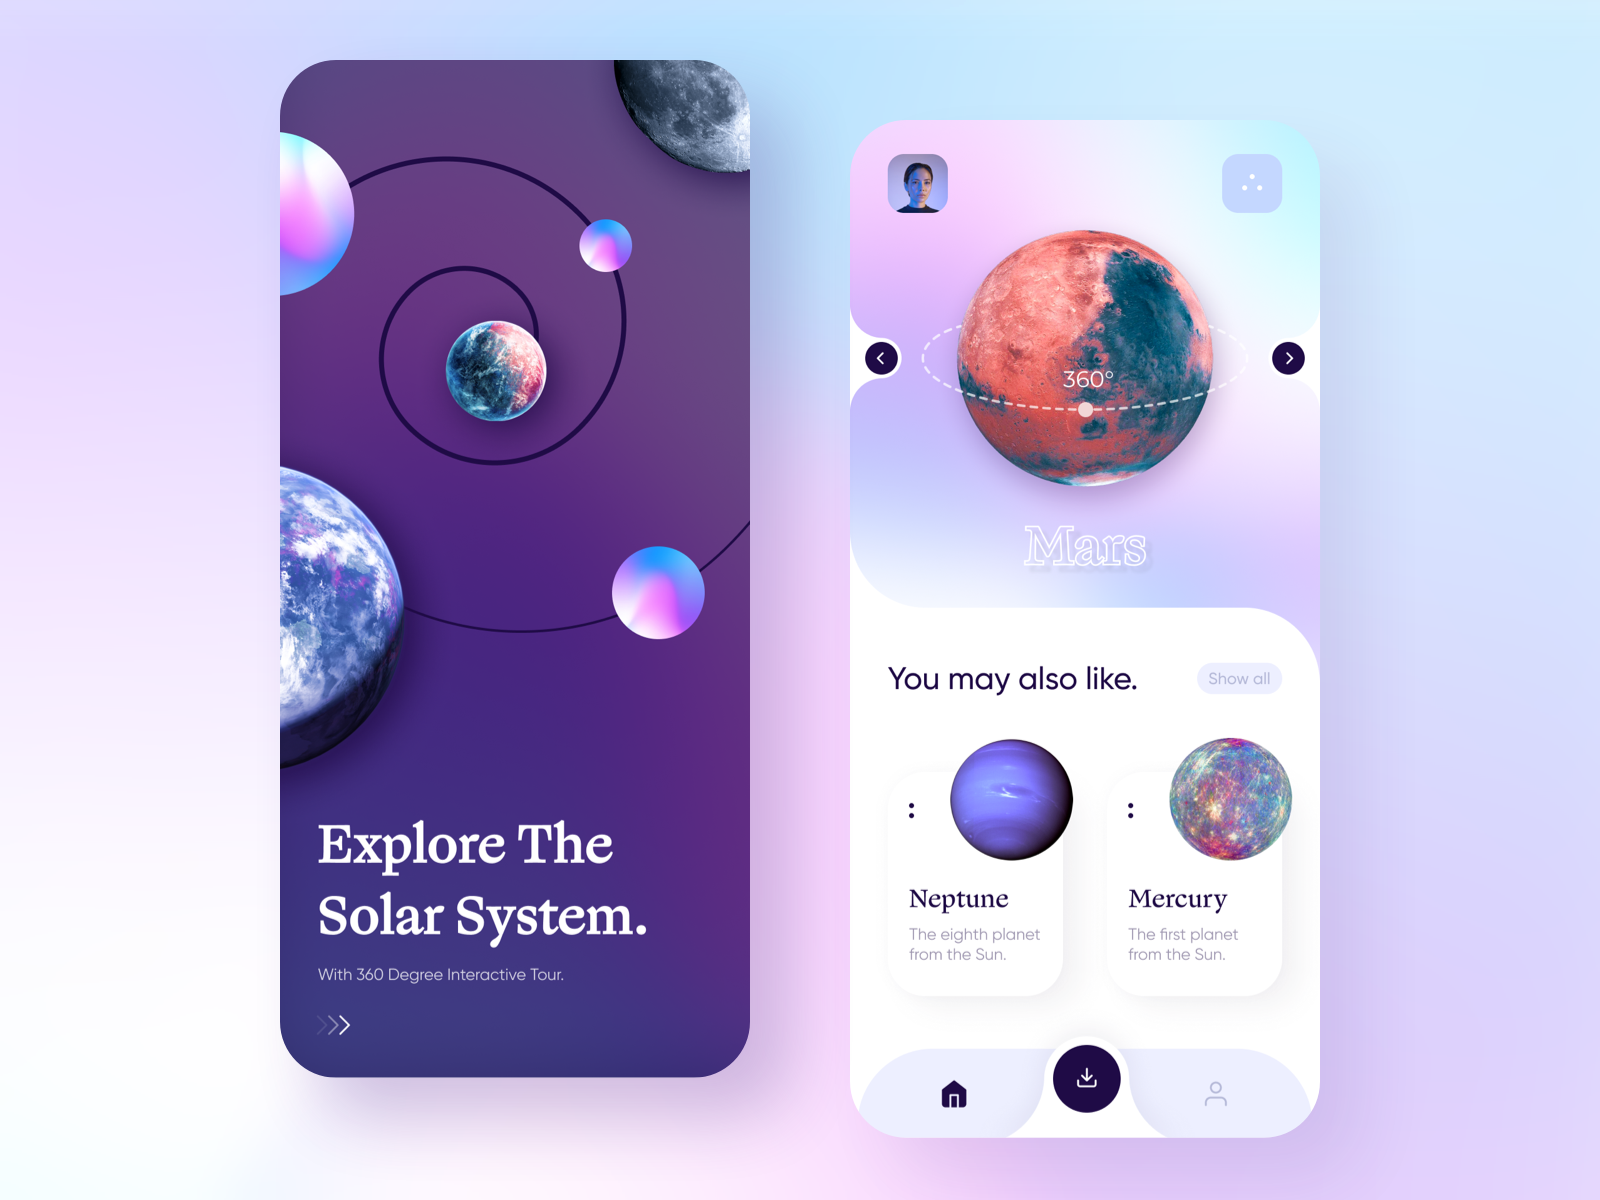 Explore The
Solar System.
With 360 Degree Interactive Tour.
360°
Mars
You may also like.
Show all
Neptune
The eighth planet
from the Sun.
Mercury
The first planet
from the Sun.